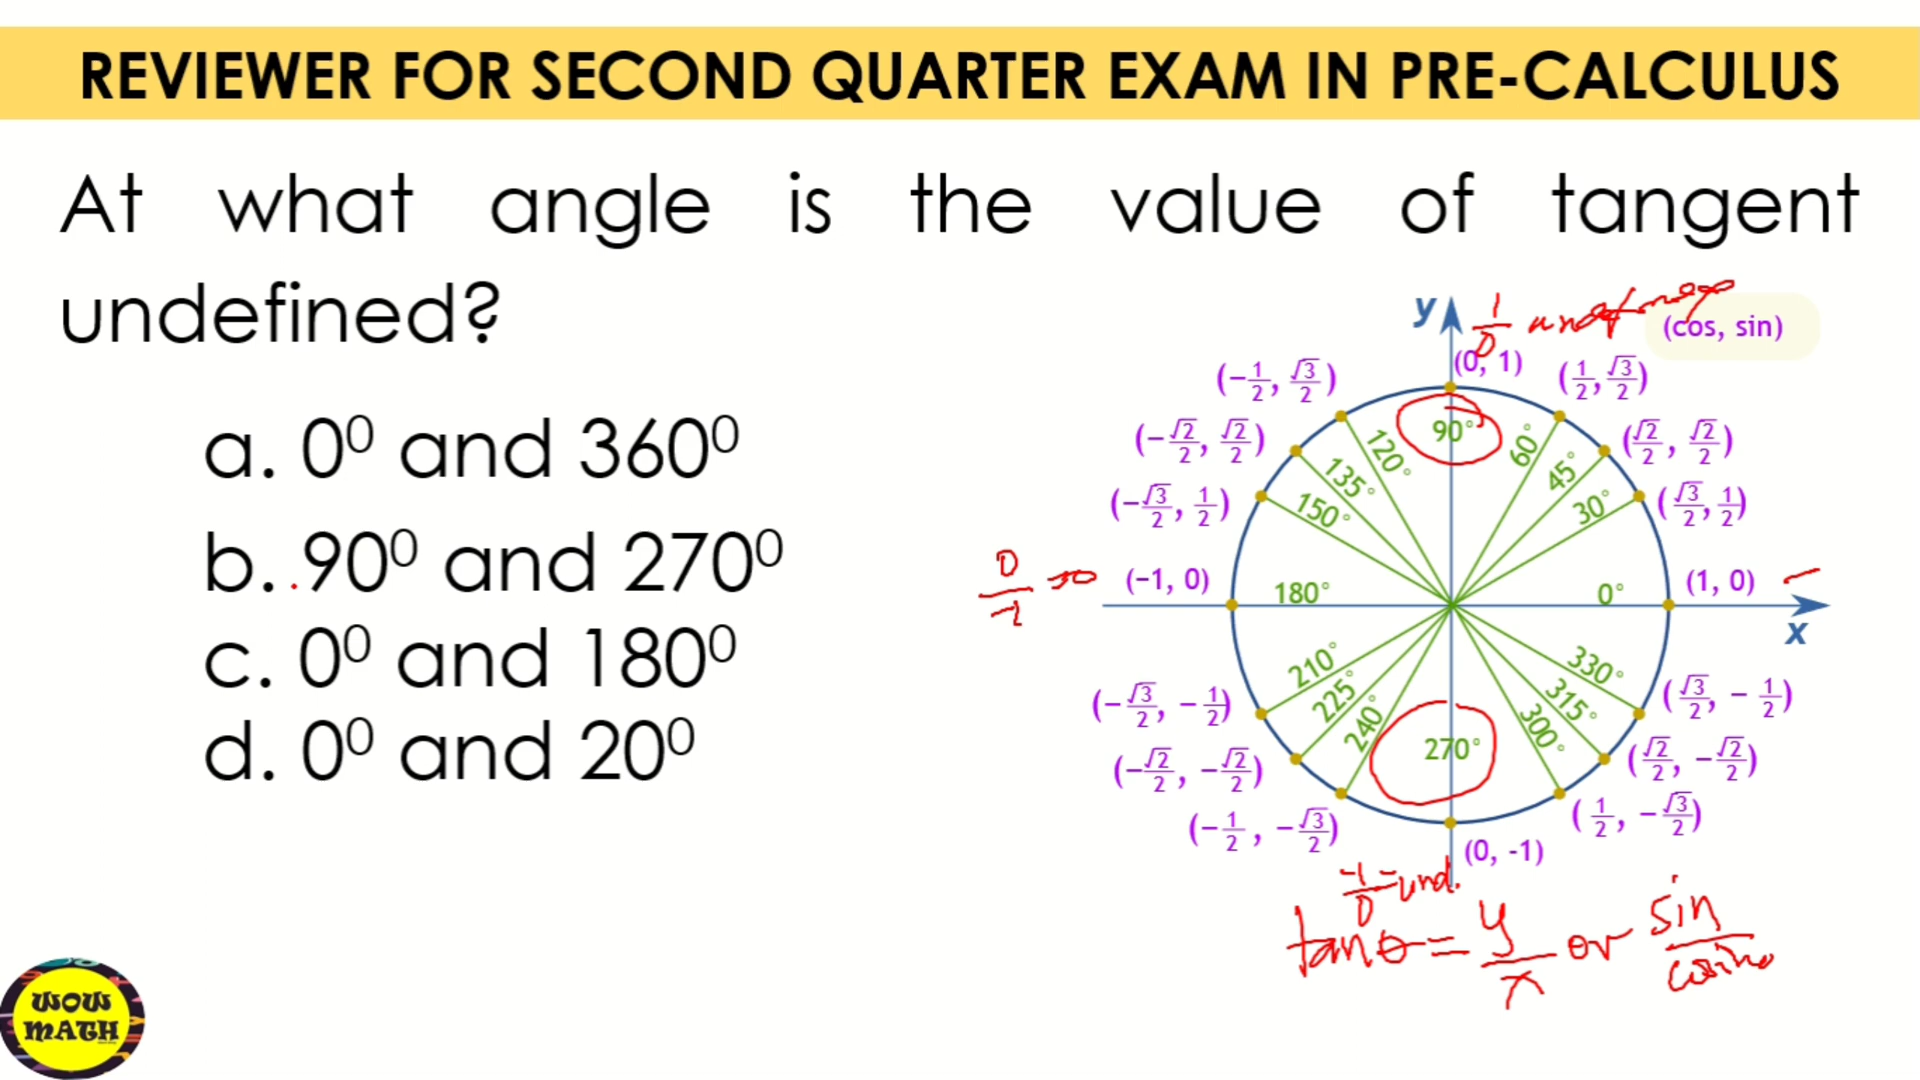 REVIEWER FOR SECOND QUARTER EXAM IN PRE-CALCULUS
At what angle is the value of tangent
undefined?
a. 0⁰ and 360⁰
b. 90⁰ and 270⁰
c. 0⁰ and 180⁰
d. 0⁰ and 20⁰
y
1/0
(cos, sin)
(0, 1)
(-1/2, √3/2)
(1/2, √3/2)
(-√2/2, √2/2)
(√2/2, √2/2)
(-√3/2, 1/2)
(√3/2, 1/2)
90°
120°
60°
135°
45°
150°
30°
0/-1
(-1, 0)
180°
0°
(1, 0)
x
210°
330°
225°
315°
240°
300°
270°
(-√3/2, -1/2)
(√3/2, -1/2)
(-√2/2, -√2/2)
(√2/2, -√2/2)
(-1/2, -√3/2)
(1/2, -√3/2)
(0, -1)
-1/0 = und.
tan θ = y/x or sin/cosine
WOW
MATH